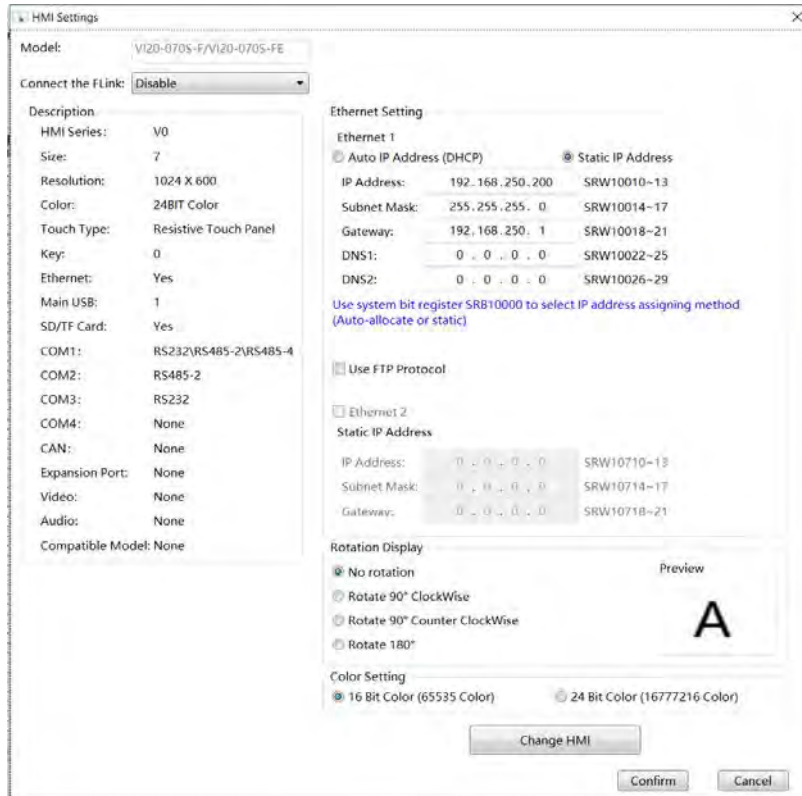 HMI Settings
Model: VI20-070S-F/VI20-070S-FE
Connect the FLink: Disable
Description
HMI Series: V0
Size: 7
Resolution: 1024 X 600
Color: 24BIT Color
Touch Type: Resistive Touch Panel
Key: 0
Ethernet: Yes
Main USB: 1
SD/TF Card: Yes
COM1: RS232\RS485-2\RS485-4
COM2: RS485-2
COM3: RS232
COM4: None
CAN: None
Expansion Port: None
Video: None
Audio: None
Compatible Model: None
Ethernet Setting
Ethernet 1
Auto IP Address (DHCP) Static IP Address
IP Address: 192.168.250.200 SRW10010~13
Subnet Mask: 255.255.255. 0 SRW10014~17
Gateway: 192.168.250. 1 SRW10018~21
DNS1: 0 . 0 . 0 . 0 SRW10022~25
DNS2: 0 . 0 . 0 . 0 SRW10026~29
Use system bit register SRB10000 to select IP address assigning method
(Auto-allocate or static)
Use FTP Protocol
Ethernet 2
Static IP Address
IP Address: 0 . 0 . 0 . 0 SRW10710~13
Subnet Mask: 0 . 0 . 0 . 0 SRW10714~17
Gateway: 0 . 0 . 0 . 0 SRW10718~21
Rotation Display
No rotation
Rotate 90° ClockWise
Rotate 90° Counter ClockWise
Rotate 180°
Preview
A
Color Setting
16 Bit Color (65535 Color) 24 Bit Color (16777216 Color)
Change HMI
Confirm Cancel